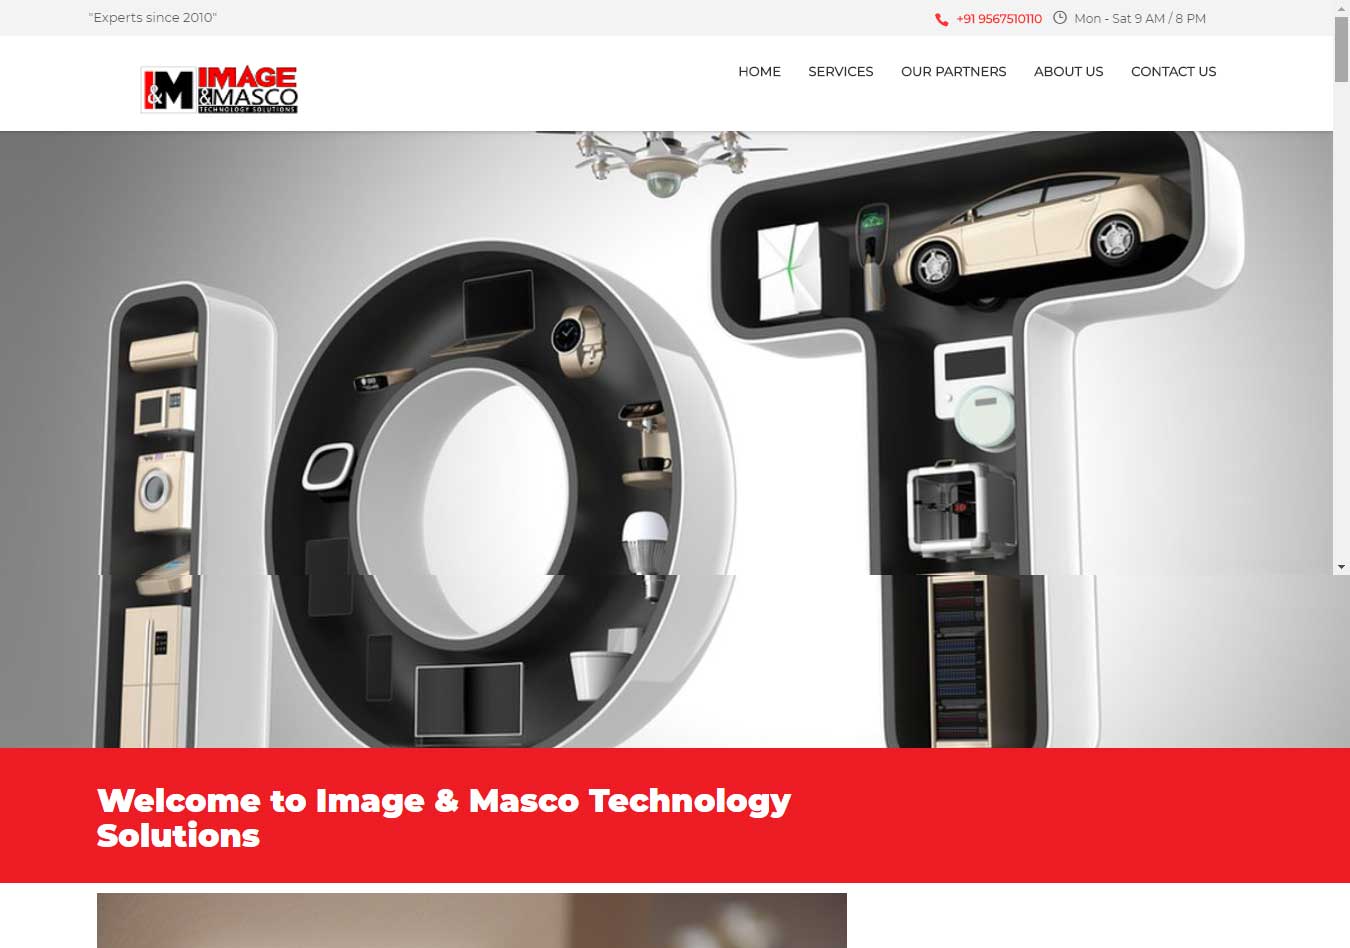 "Experts since 2010"
+91 9567510110 Mon - Sat 9 AM / 8 PM
I&M IMAGE
&MASCO
TECHNOLOGY SOLUTIONS
HOME SERVICES OUR PARTNERS ABOUT US CONTACT US
IOT
Welcome to Image & Masco Technology
Solutions